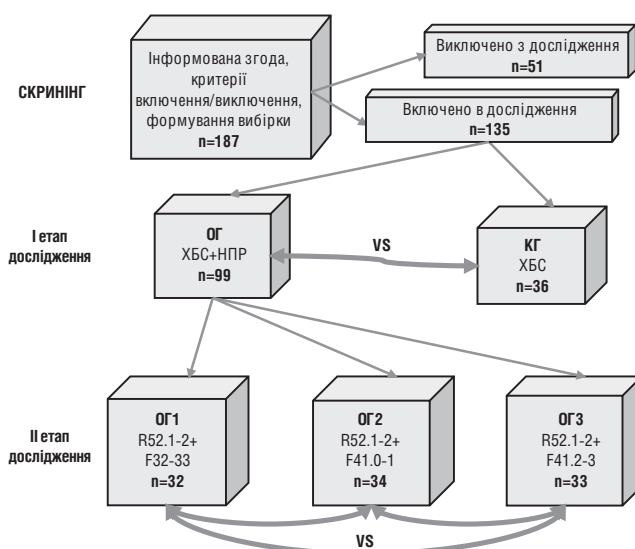 СКРИНІНГ
Інформована згода,
критерії
включення/виключення,
формування вибірки
n=187
Виключено з дослідження
n=51
Включено в дослідження
n=135
І етап
дослідження
ОГ
ХБС+НПР
n=99
VS
КГ
ХБС
n=36
ІІ етап
дослідження
ОГ1
R52.1-2+
F32-33
n=32
ОГ2
R52.1-2+
F41.0-1
n=34
ОГ3
R52.1-2+
F41.2-3
n=33
VS